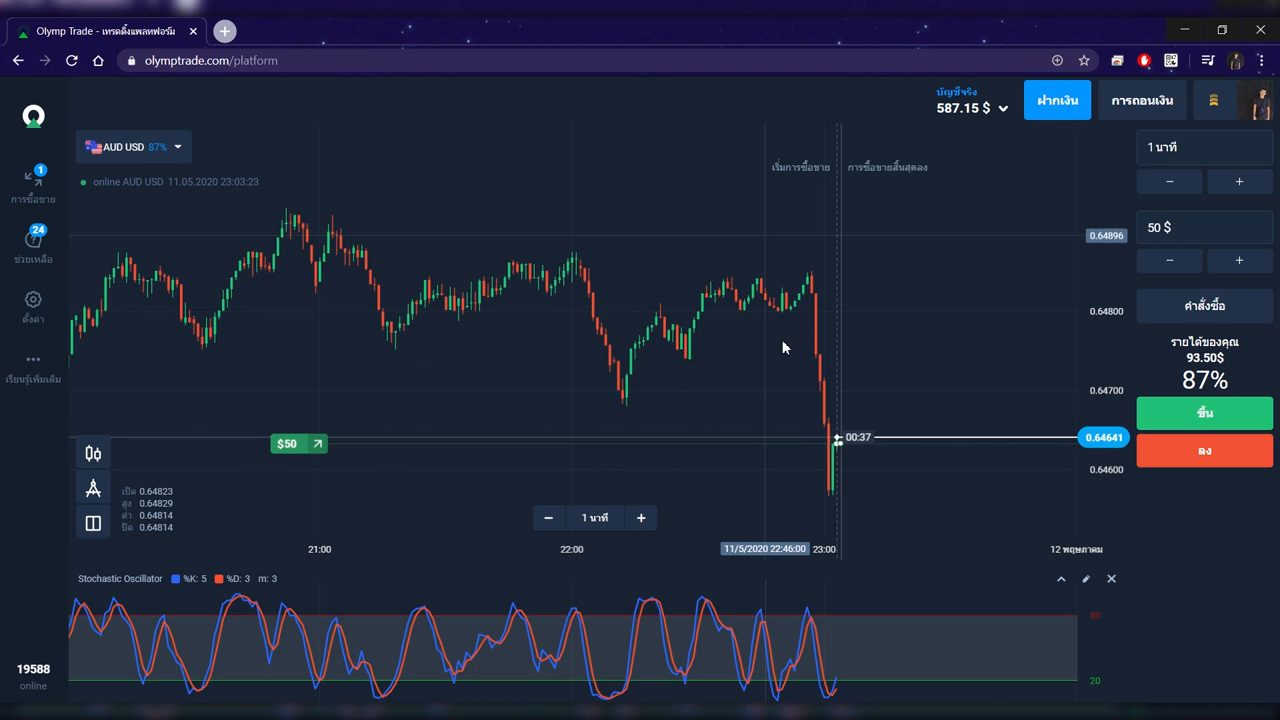 Olymp Trade - เทรดดิ้งแพลทฟอร์ม
olymptrade.com/platform
บัญชีจริง
587.15 $
ฝากเงิน
การถอนเงิน
AUD USD 87%
online AUD USD 11.05.2020 23:03:23
เริ่มการซื้อขาย
การซื้อขายสิ้นสุดลง
1
การซื้อขาย
24
ช่วยเหลือ
ตั้งค่า
เรียนรู้เพิ่มเติม
1 นาที
50 $
คำสั่งซื้อ
รายได้ของคุณ
93.50$
87%
ขึ้น
ลง
0.64896
0.64800
0.64700
0.64641
0.64600
$50
00:37
เปิด 0.64823
สูง 0.64829
ต่ำ 0.64814
ปิด 0.64814
1 นาที
21:00
22:00
11/5/2020 22:46:00
23:00
12 พฤษภาคม
Stochastic Oscillator %K: 5 %D: 3 m: 3
80
20
19588
online